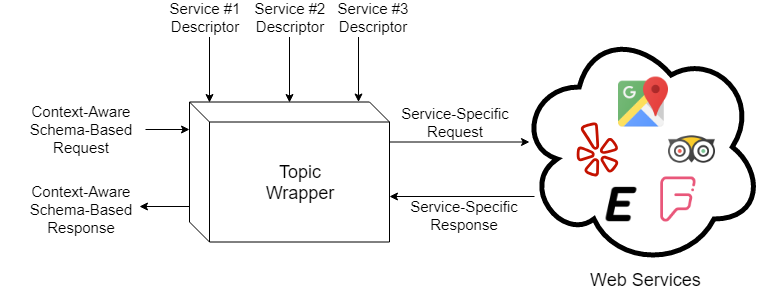 Service #1
Descriptor
Service #2
Descriptor
Service #3
Descriptor
Context-Aware
Schema-Based
Request
Service-Specific
Request
G
Topic
Wrapper
Context-Aware
Schema-Based
Response
Service-Specific
Response
E
F
Web Services